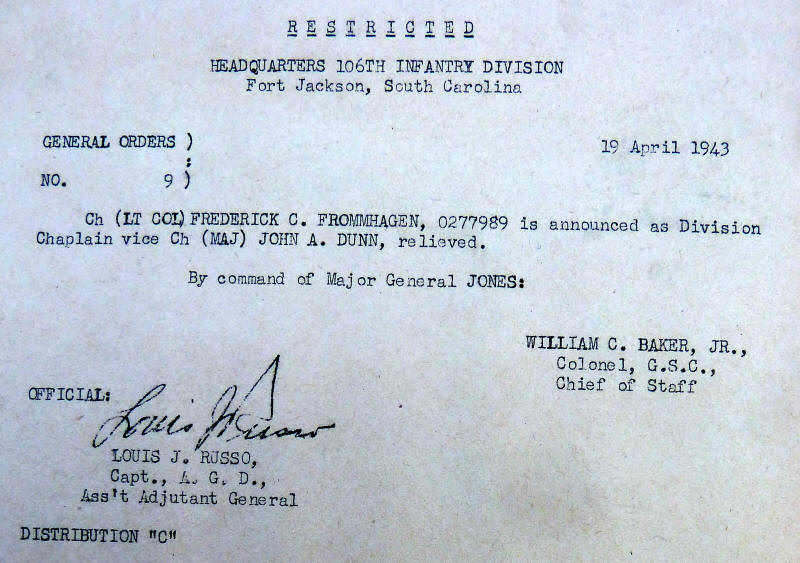 RESTRICTED
HEADQUARTERS 106TH INFANTRY DIVISION
Fort Jackson, South Carolina
GENERAL ORDERS )
19 April 1943
:
NO. 9 )
Ch (LT COL) FREDERICK C. FROMMHAGEN, 0277989 is announced as Division
Chaplain vice Ch (MAJ) JOHN A. DUNN, relieved.
By command of Major General JONES:
WILLIAM C. BAKER, JR.,
Colonel, G.S.C.,
Chief of Staff
OFFICIAL:
Louis J Russo
LOUIS J. RUSSO,
Capt., A. G. D.,
Ass't Adjutant General
DISTRIBUTION "C"